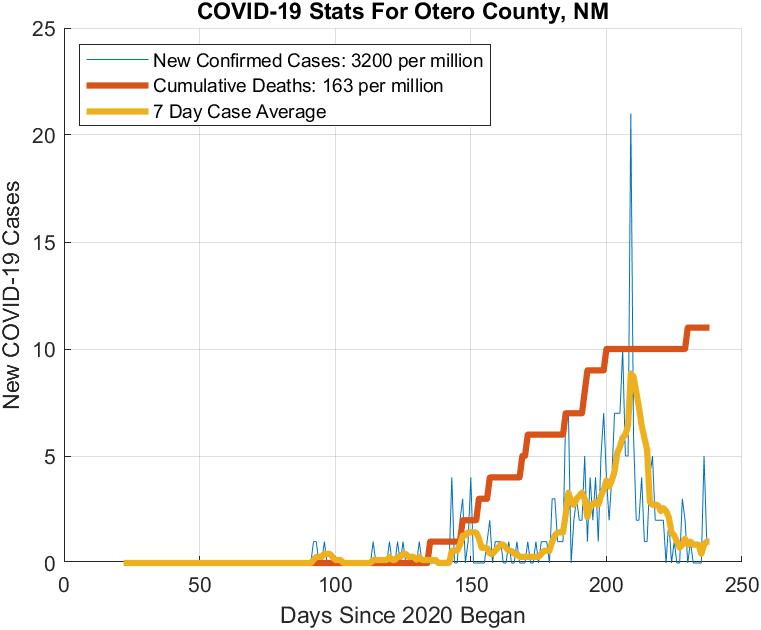 COVID-19 Stats For Otero County, NM
New Confirmed Cases: 3200 per million
Cumulative Deaths: 163 per million
7 Day Case Average
New COVID-19 Cases
25
20
15
10
5
0
0 50 100 150 200 250
Days Since 2020 Began